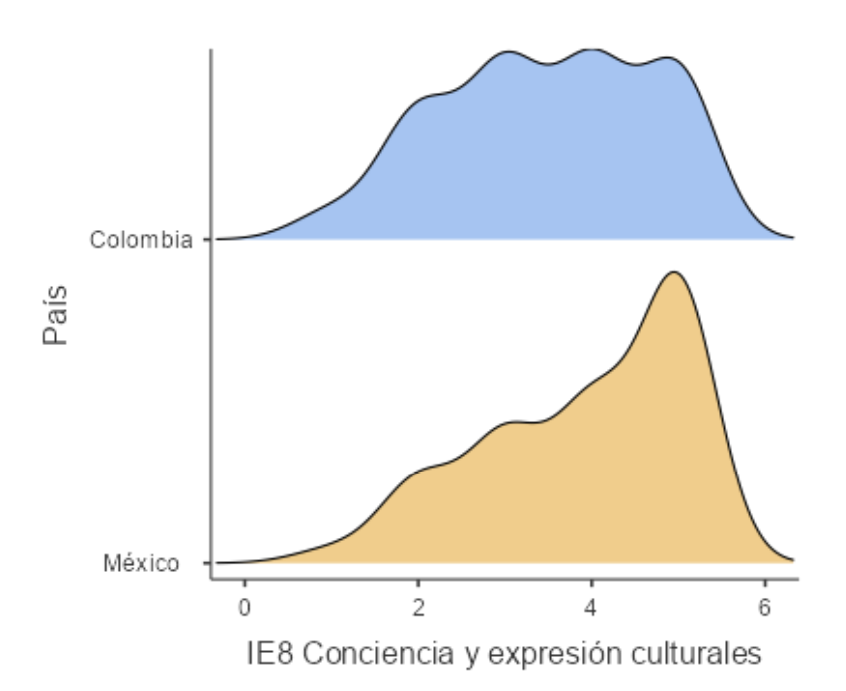 Colombia
País
México
0 2 4 6
IE8 Conciencia y expresión culturales